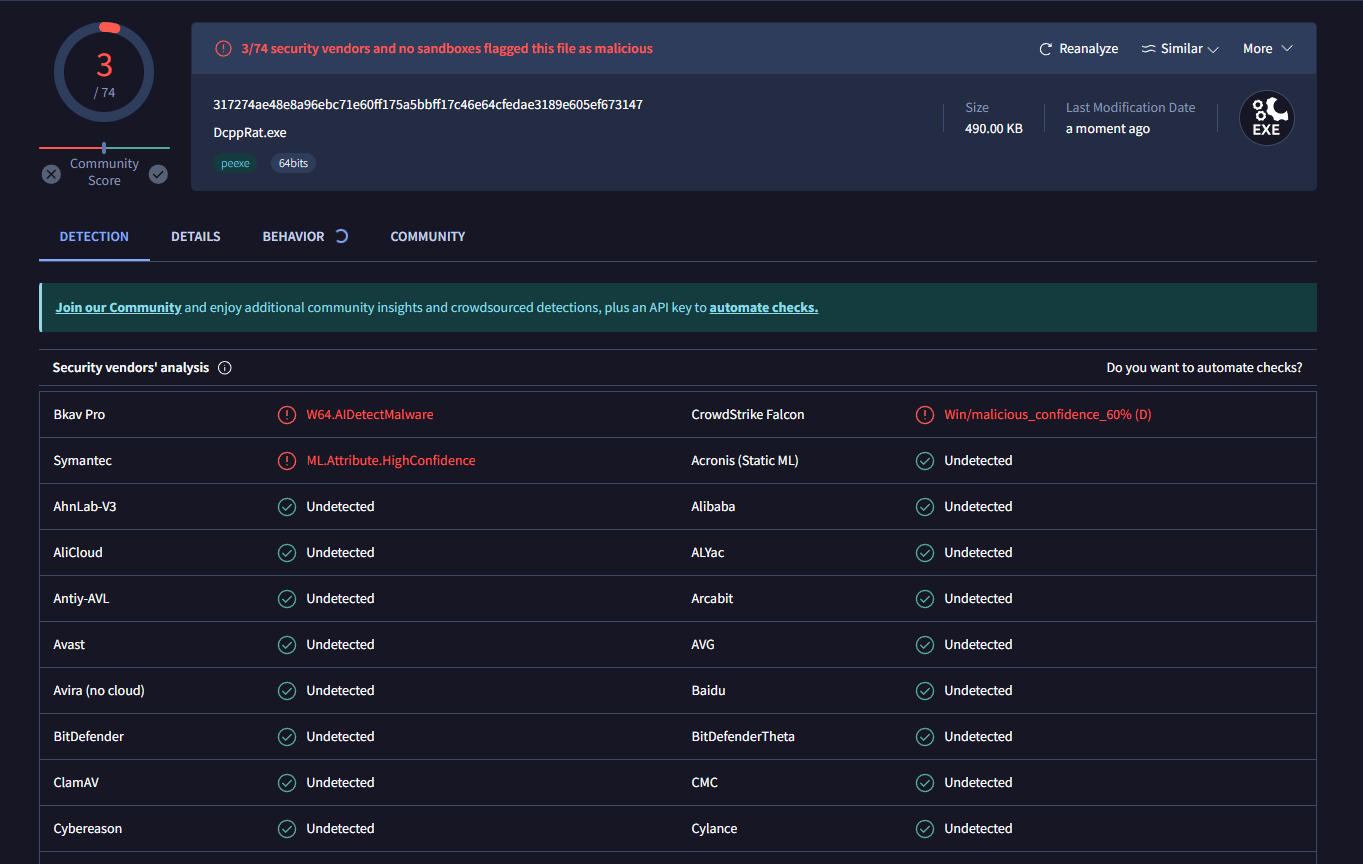 3
/ 74
Community
Score
3/74 security vendors and no sandboxes flagged this file as malicious
Reanalyze
Similar
More
317274ae48e8a96ebc71e60ff175a5bbff17c46e64cfedae3189e605ef673147
DcppRat.exe
peexe 64bits
Size
490.00 KB
Last Modification Date
a moment ago
EXE
DETECTION DETAILS BEHAVIOR COMMUNITY
Join our Community and enjoy additional community insights and crowdsourced detections, plus an API key to automate checks.
Security vendors' analysis Do you want to automate checks?
Bkav Pro W64.AIDetectMalware CrowdStrike Falcon Win/malicious_confidence_60% (D)
Symantec ML.Attribute.HighConfidence Acronis (Static ML) Undetected
AhnLab-V3 Undetected Alibaba Undetected
AliCloud Undetected ALYac Undetected
Antiy-AVL Undetected Arcabit Undetected
Avast Undetected AVG Undetected
Avira (no cloud) Undetected Baidu Undetected
BitDefender Undetected BitDefenderTheta Undetected
ClamAV Undetected CMC Undetected
Cybereason Undetected Cylance Undetected